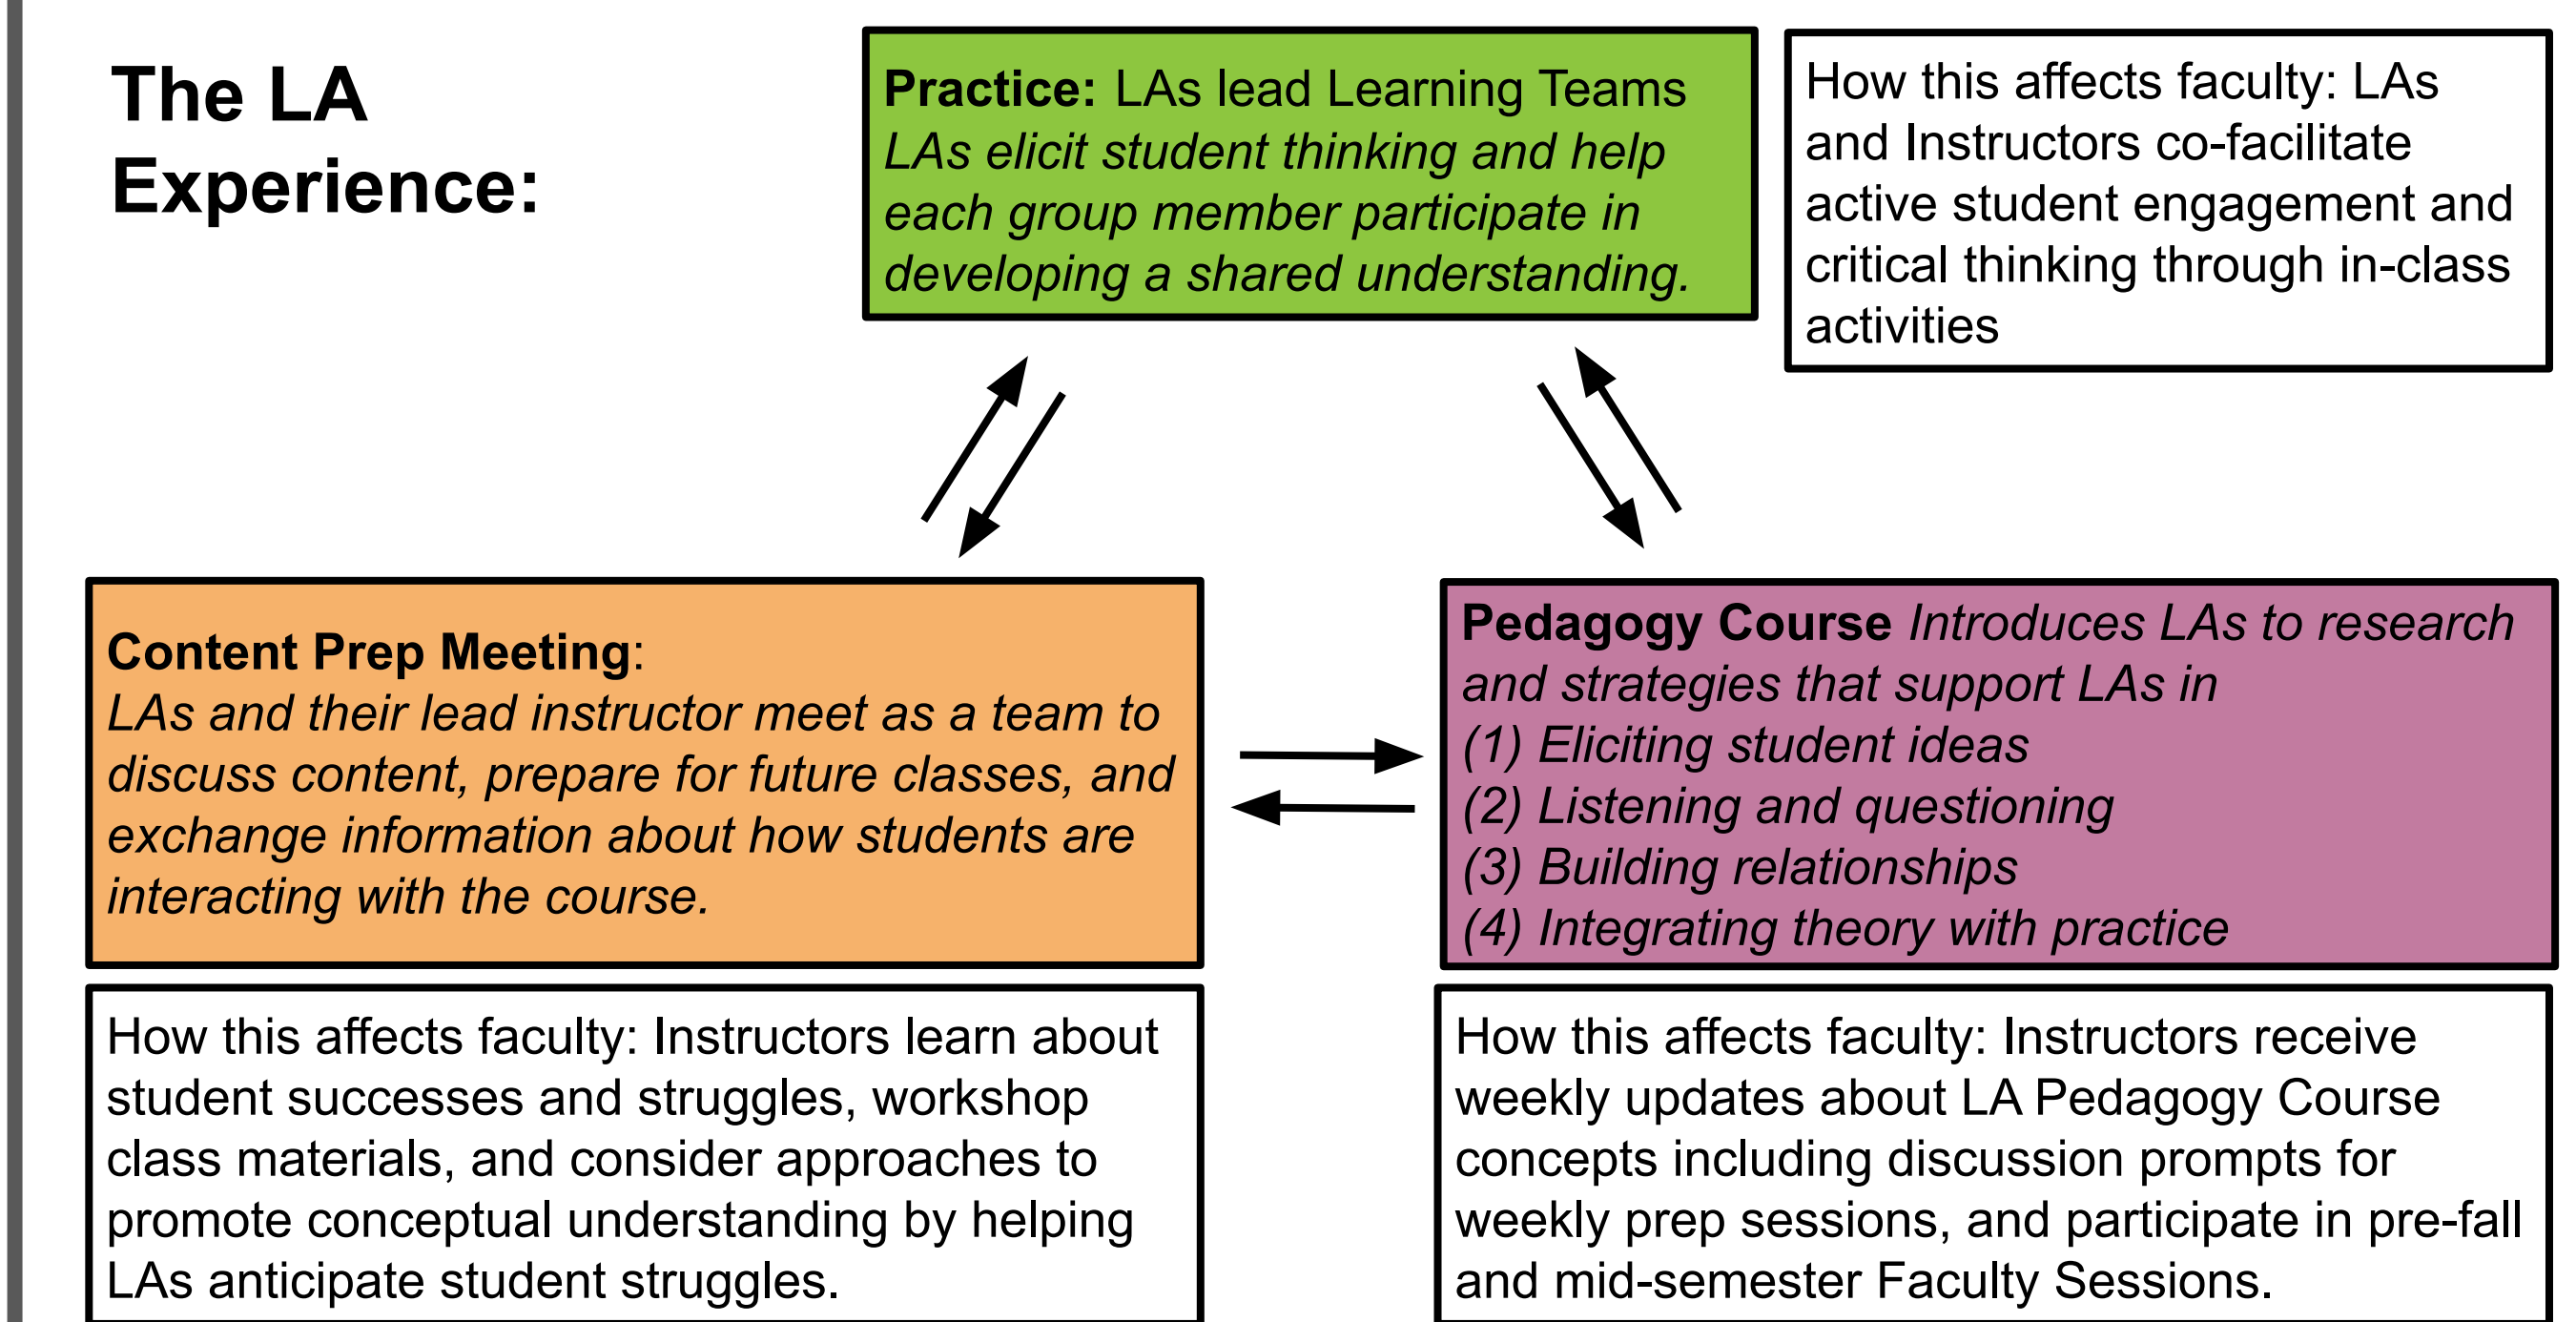 The LA
Experience:
Practice: LAs lead Learning Teams
LAs elicit student thinking and help
each group member participate in
developing a shared understanding.
How this affects faculty: LAs
and Instructors co-facilitate
active student engagement and
critical thinking through in-class
activities
Content Prep Meeting:
LAs and their lead instructor meet as a team to
discuss content, prepare for future classes, and
exchange information about how students are
interacting with the course.
Pedagogy Course Introduces LAs to research
and strategies that support LAs in
(1) Eliciting student ideas
(2) Listening and questioning
(3) Building relationships
(4) Integrating theory with practice
How this affects faculty: Instructors learn about
student successes and struggles, workshop
class materials, and consider approaches to
promote conceptual understanding by helping
LAs anticipate student struggles.
How this affects faculty: Instructors receive
weekly updates about LA Pedagogy Course
concepts including discussion prompts for
weekly prep sessions, and participate in pre-fall
and mid-semester Faculty Sessions.